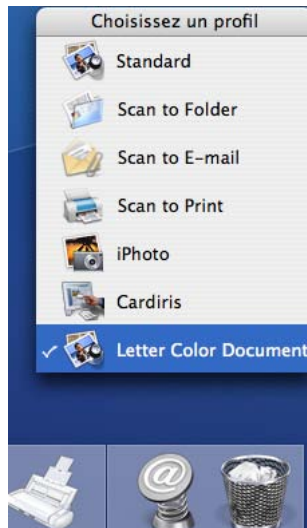 Choisissez un profil
Standard
Scan to Folder
Scan to E-mail
Scan to Print
iPhoto
Cardiris
Letter Color Document
@